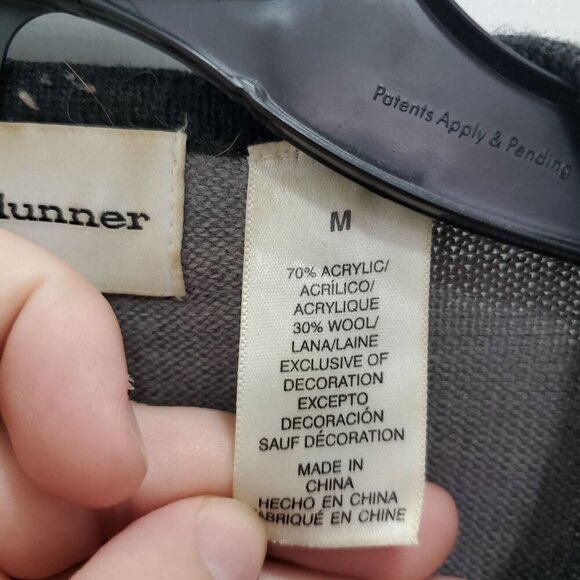 Patents Apply & Pending
lunner
M
70% ACRYLIC/
ACRÍLICO/
ACRYLIQUE
30% WOOL/
LANA/LAINE
EXCLUSIVE OF
DECORATION
EXCEPTO
DECORACIÓN
SAUF DÉCORATION
MADE IN
CHINA
HECHO EN CHINA
FABRIQUÉ EN CHINE